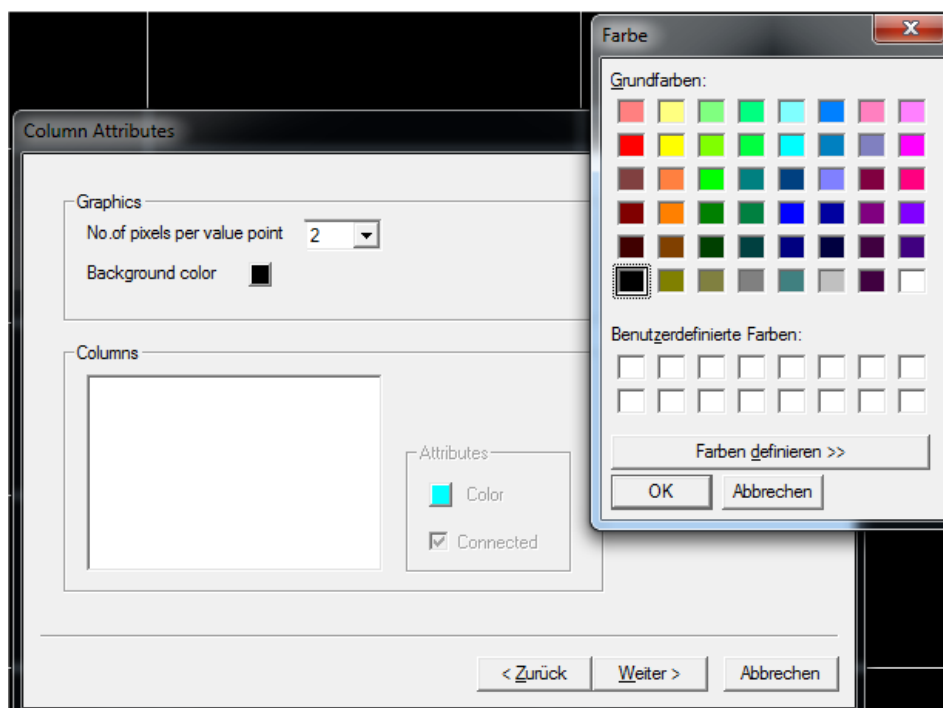 Column Attributes
Graphics
No.of pixels per value point 2
Background color
Columns
Attributes
Color
Connected
< Zurück Weiter > Abbrechen
Farbe
Grundfarben:
Benutzerdefinierte Farben:
Farben definieren >>
OK Abbrechen